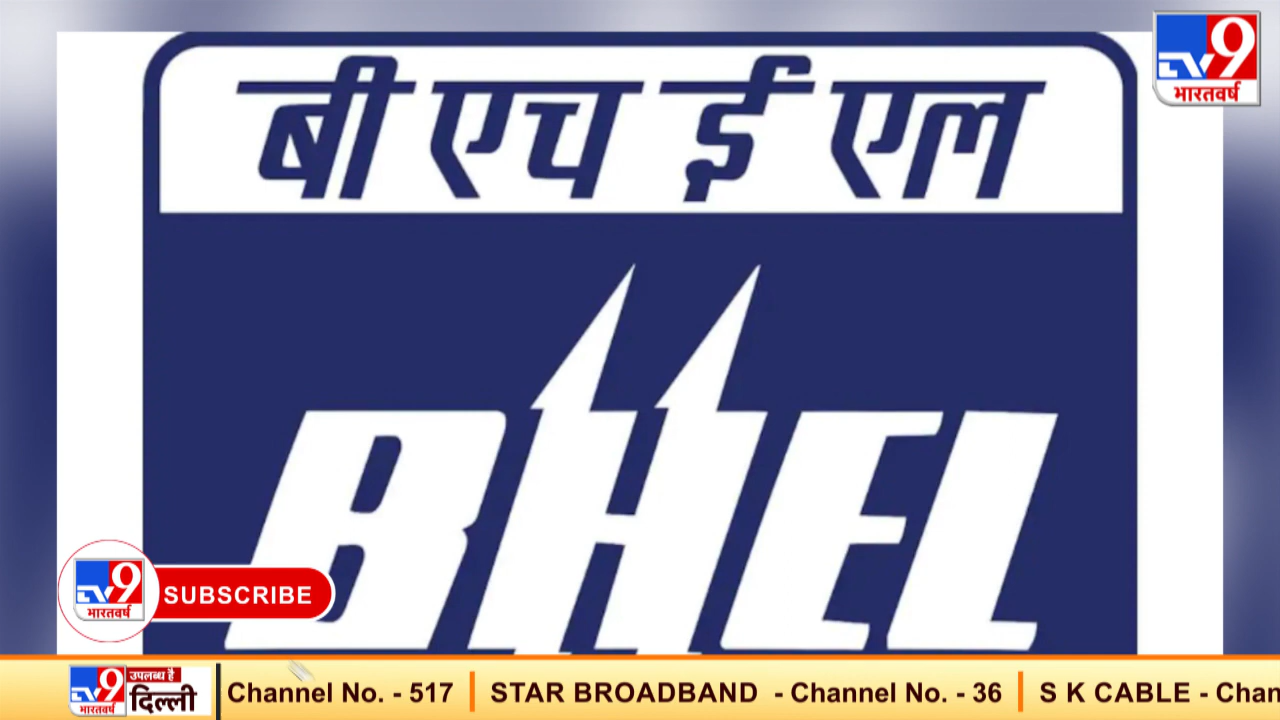 बी एच ई एल
TV9
भारतवर्ष
BHEL
TV9
भारतवर्ष
SUBSCRIBE
TV9
भारतवर्ष
उपलब्ध है
दिल्ली
Channel No. - 517 | STAR BROADBAND - Channel No. - 36 | S K CABLE - Chan